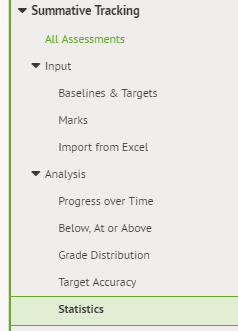 Summative Tracking
All Assessments
Input
Baselines & Targets
Marks
Import from Excel
Analysis
Progress over Time
Below, At or Above
Grade Distribution
Target Accuracy
Statistics